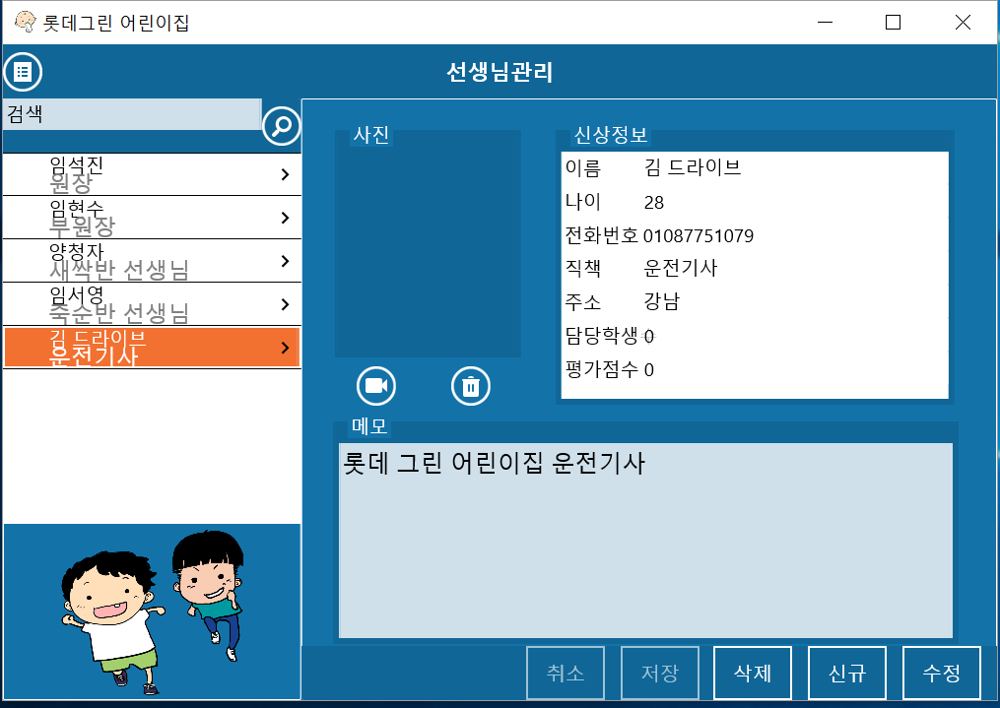 롯데그린 어린이집
선생님관리
검색
임석진
원장
임현수
부원장
양청자
새싹반 선생님
임서영
죽순반 선생님
김 드라이브
운전기사
사진
신상정보
이름 김 드라이브
나이 28
전화번호 01087751079
직책 운전기사
주소 강남
담당학생 0
평가점수 0
메모
롯데 그린 어린이집 운전기사
취소 저장 삭제 신규 수정